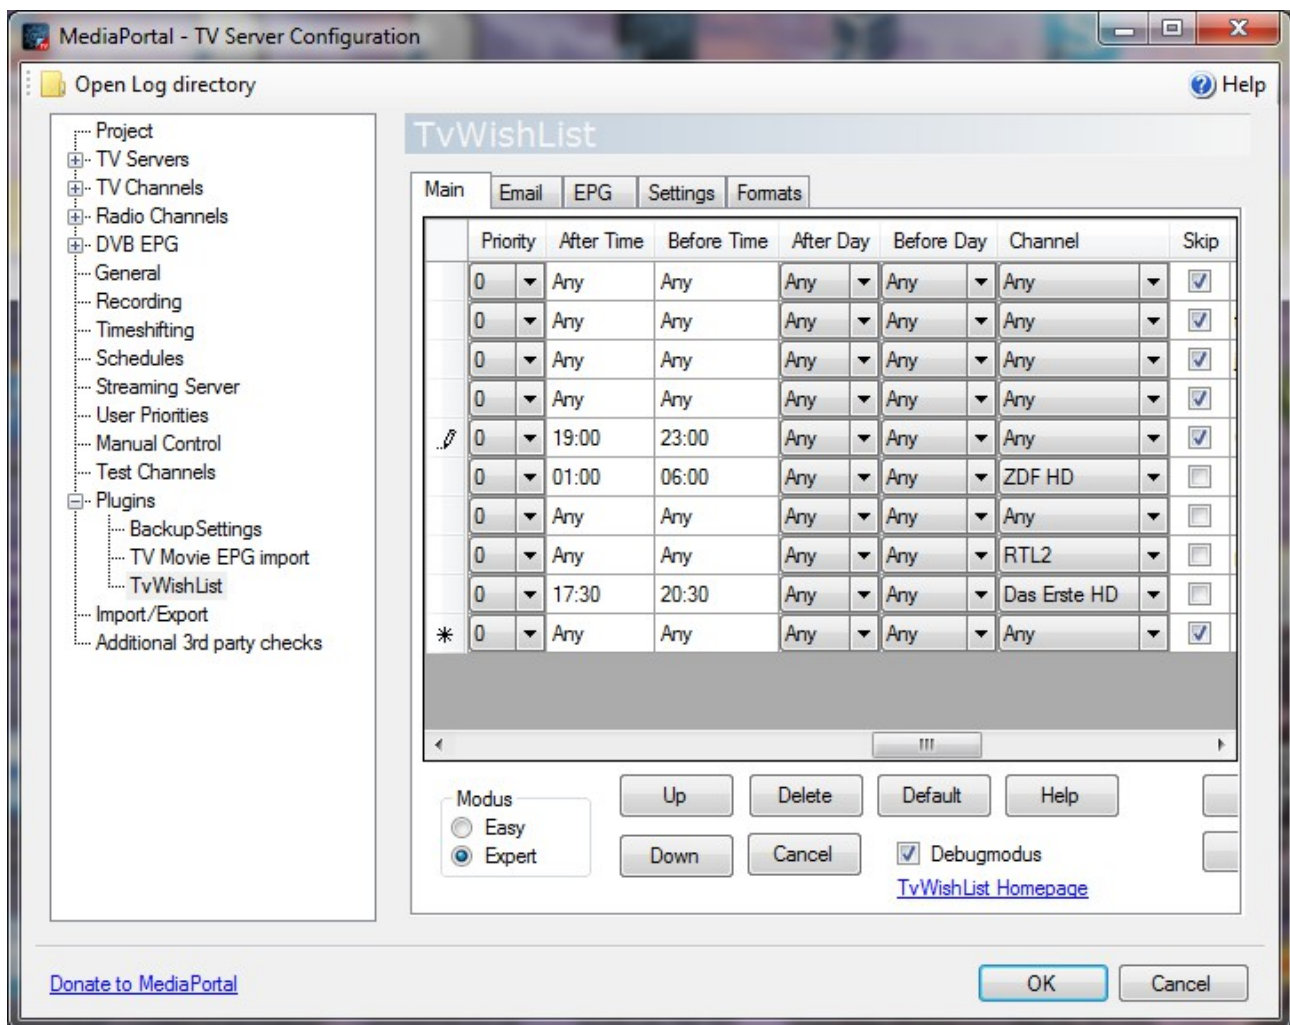 MediaPortal - TV Server Configuration
Open Log directory
Help
Project
TV Servers
TV Channels
Radio Channels
DVB EPG
General
Recording
Timeshifting
Schedules
Streaming Server
User Priorities
Manual Control
Test Channels
Plugins
BackupSettings
TV Movie EPG import
TvWishList
Import/Export
Additional 3rd party checks
TvWishList
Main Email EPG Settings Formats
Priority After Time Before Time After Day Before Day Channel Skip
0 Any Any Any Any Any
0 Any Any Any Any Any
0 Any Any Any Any Any
0 Any Any Any Any Any
0 19:00 23:00 Any Any Any
0 01:00 06:00 Any Any ZDF HD
0 Any Any Any Any Any
0 Any Any Any Any RTL2
0 17:30 20:30 Any Any Das Erste HD
0 Any Any Any Any Any
Modus
Easy
Expert
Up Delete Default Help
Down Cancel Debugmodus
TvWishList Homepage
Donate to MediaPortal
OK Cancel